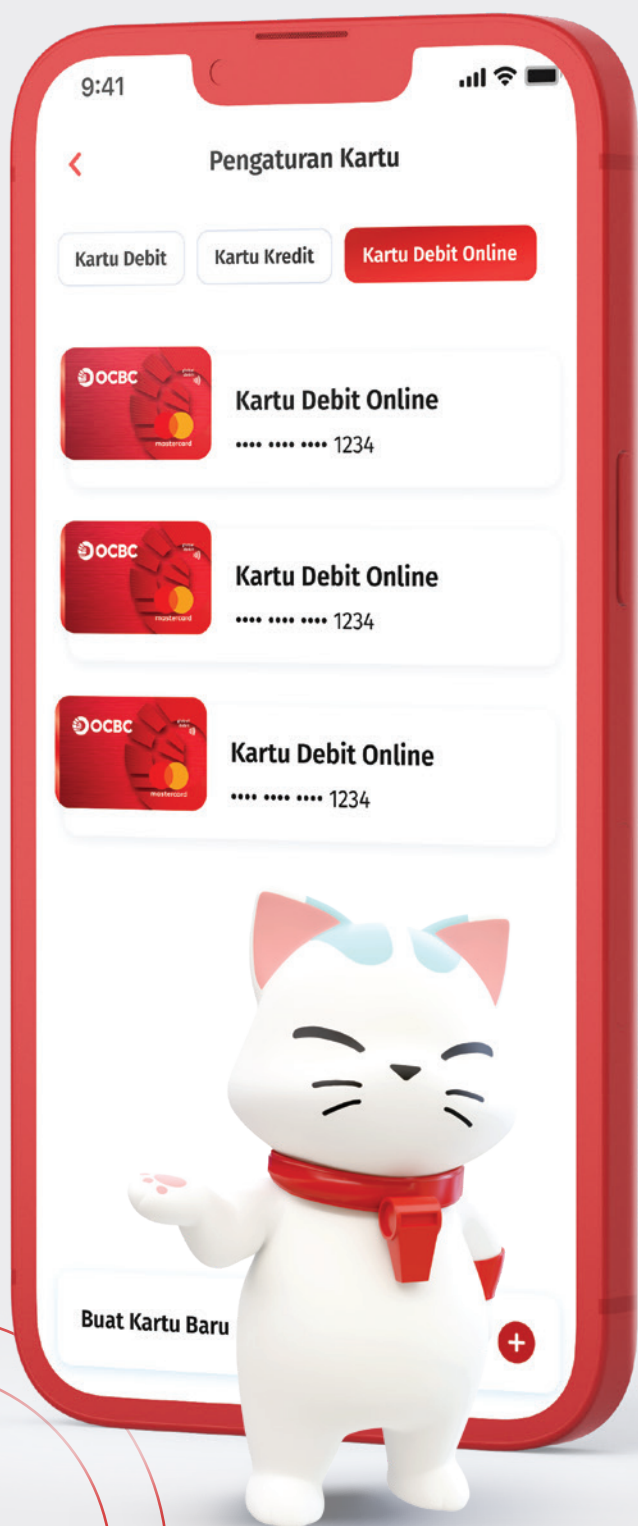 9:41
Pengaturan Kartu
Kartu Debit
Kartu Kredit
Kartu Debit Online
OCBC
mastercard
Kartu Debit Online
•••• •••• •••• 1234
OCBC
mastercard
Kartu Debit Online
•••• •••• •••• 1234
OCBC
mastercard
Kartu Debit Online
•••• •••• •••• 1234
Buat Kartu Baru